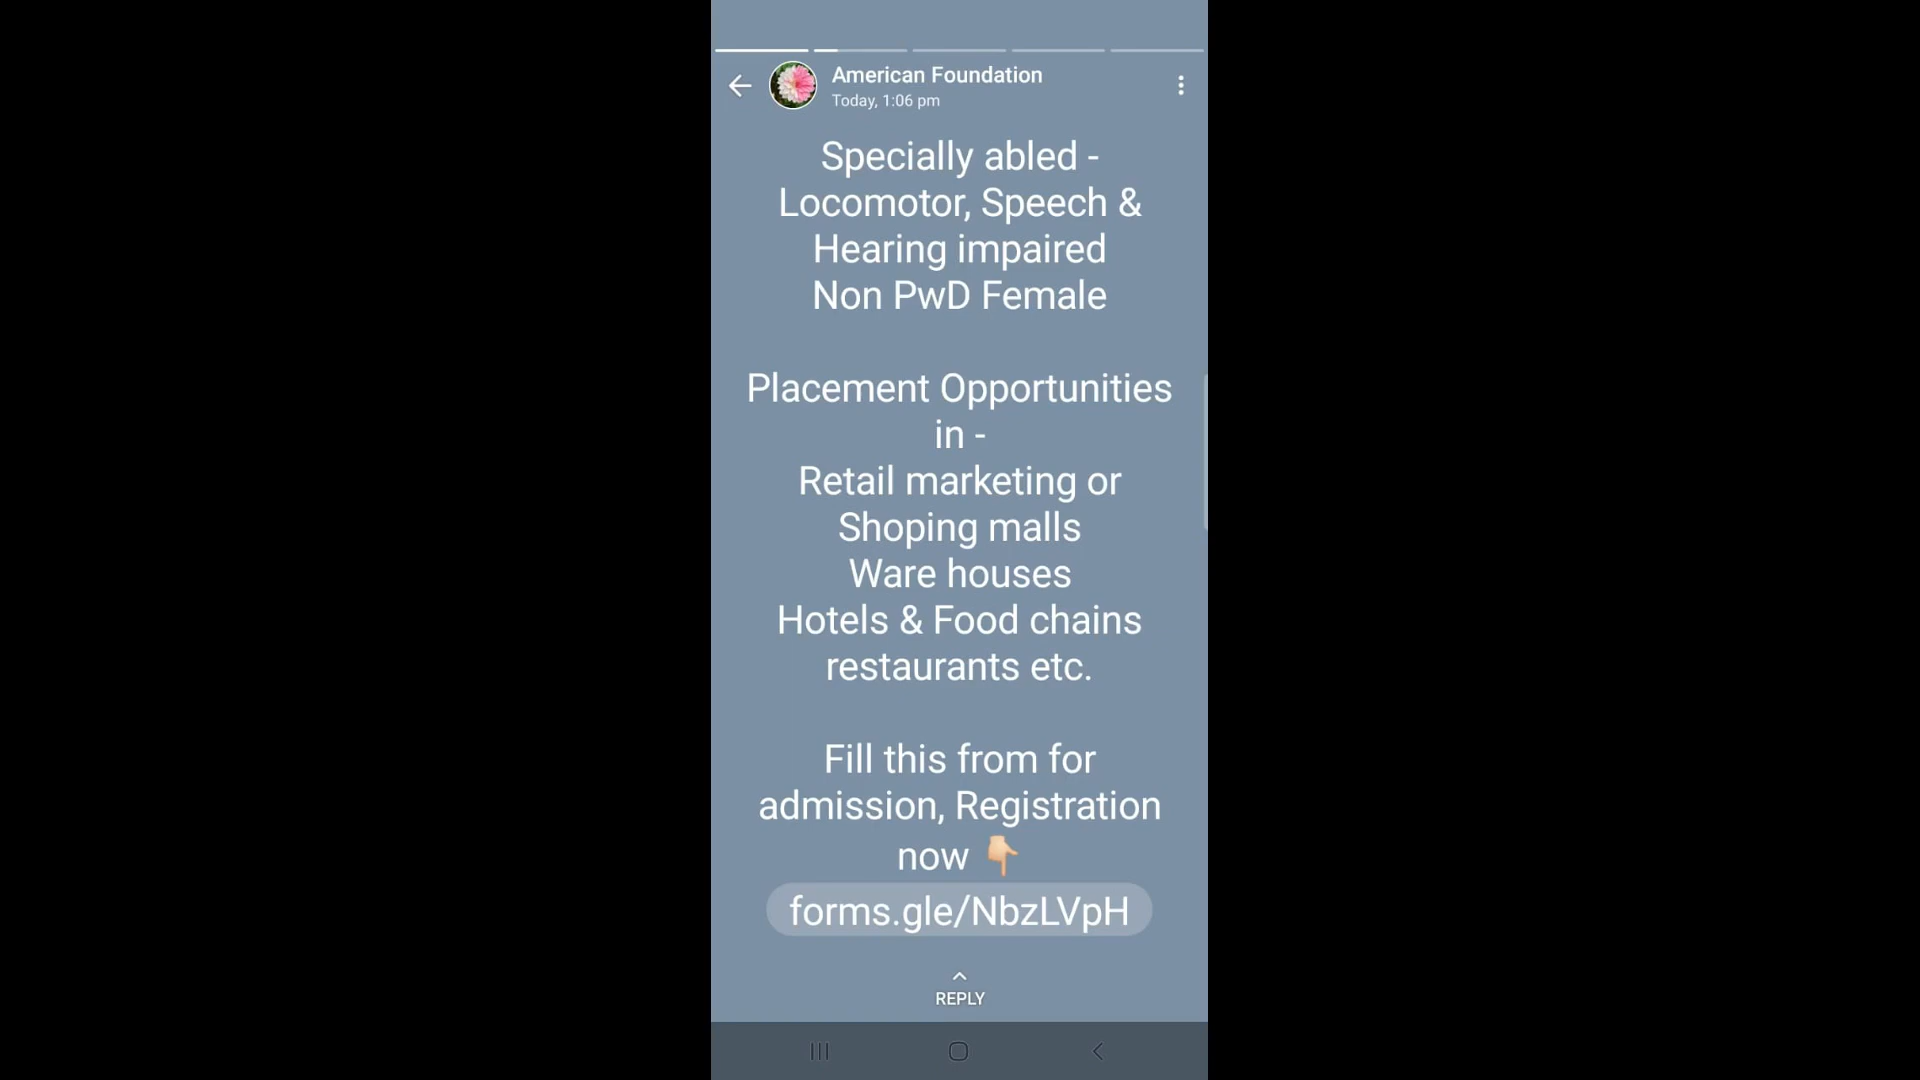 American Foundation
Today, 1:06 pm
Specially abled -
Locomotor, Speech &
Hearing impaired
Non PwD Female
Placement Opportunities
in -
Retail marketing or
Shoping malls
Ware houses
Hotels & Food chains
restaurants etc.
Fill this from for
admission, Registration
now 👇🏼
forms.gle/NbzLVpH
REPLY